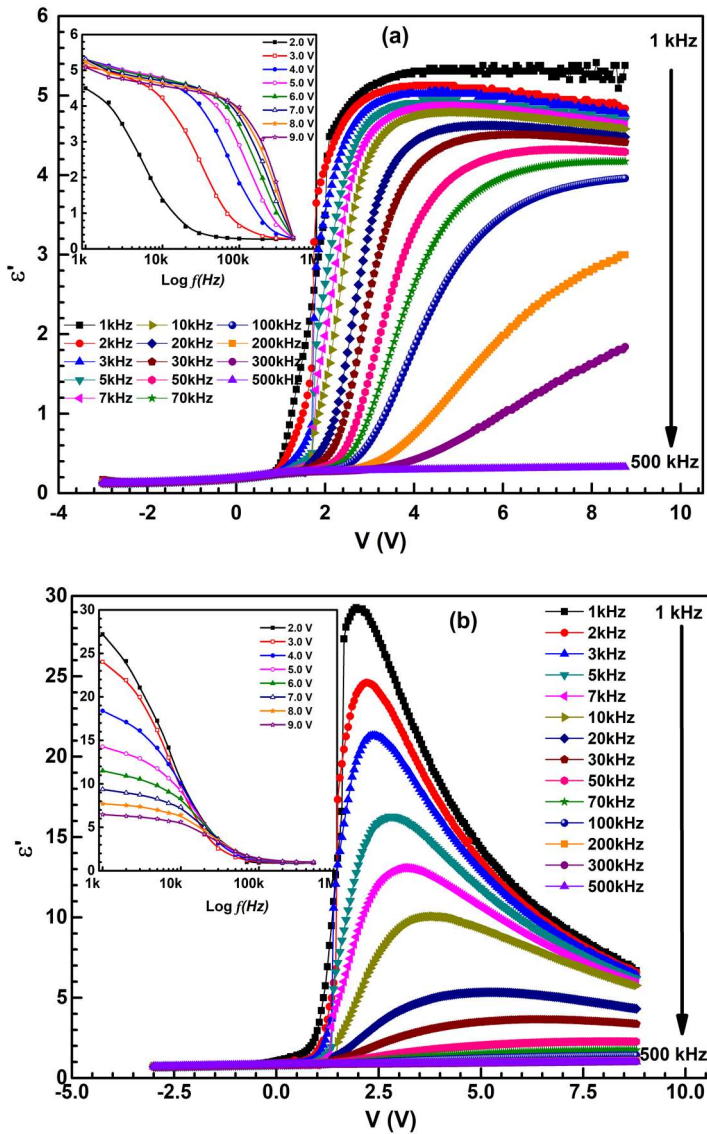 (a)
1 kHz
6
5
4
3
2
1
0
ε'
-4 -2 0 2 4 6 8 10
V (V)
500 kHz
6
5
4
3
2
1
0
1k 10k 100k 1M
Log f(Hz)
2.0 V
3.0 V
4.0 V
5.0 V
6.0 V
7.0 V
8.0 V
9.0 V
1kHz 10kHz 100kHz
2kHz 20kHz 200kHz
3kHz 30kHz 300kHz
5kHz 50kHz 500kHz
7kHz 70kHz
(b)
1 kHz
30
25
20
15
10
5
0
ε'
-5.0 -2.5 0.0 2.5 5.0 7.5 10.0
V (V)
500 kHz
30
25
20
15
10
5
0
1k 10k 100k 1M
Log f(Hz)
2.0 V
3.0 V
4.0 V
5.0 V
6.0 V
7.0 V
8.0 V
9.0 V
1kHz
2kHz
3kHz
5kHz
7kHz
10kHz
20kHz
30kHz
50kHz
70kHz
100kHz
200kHz
300kHz
500kHz